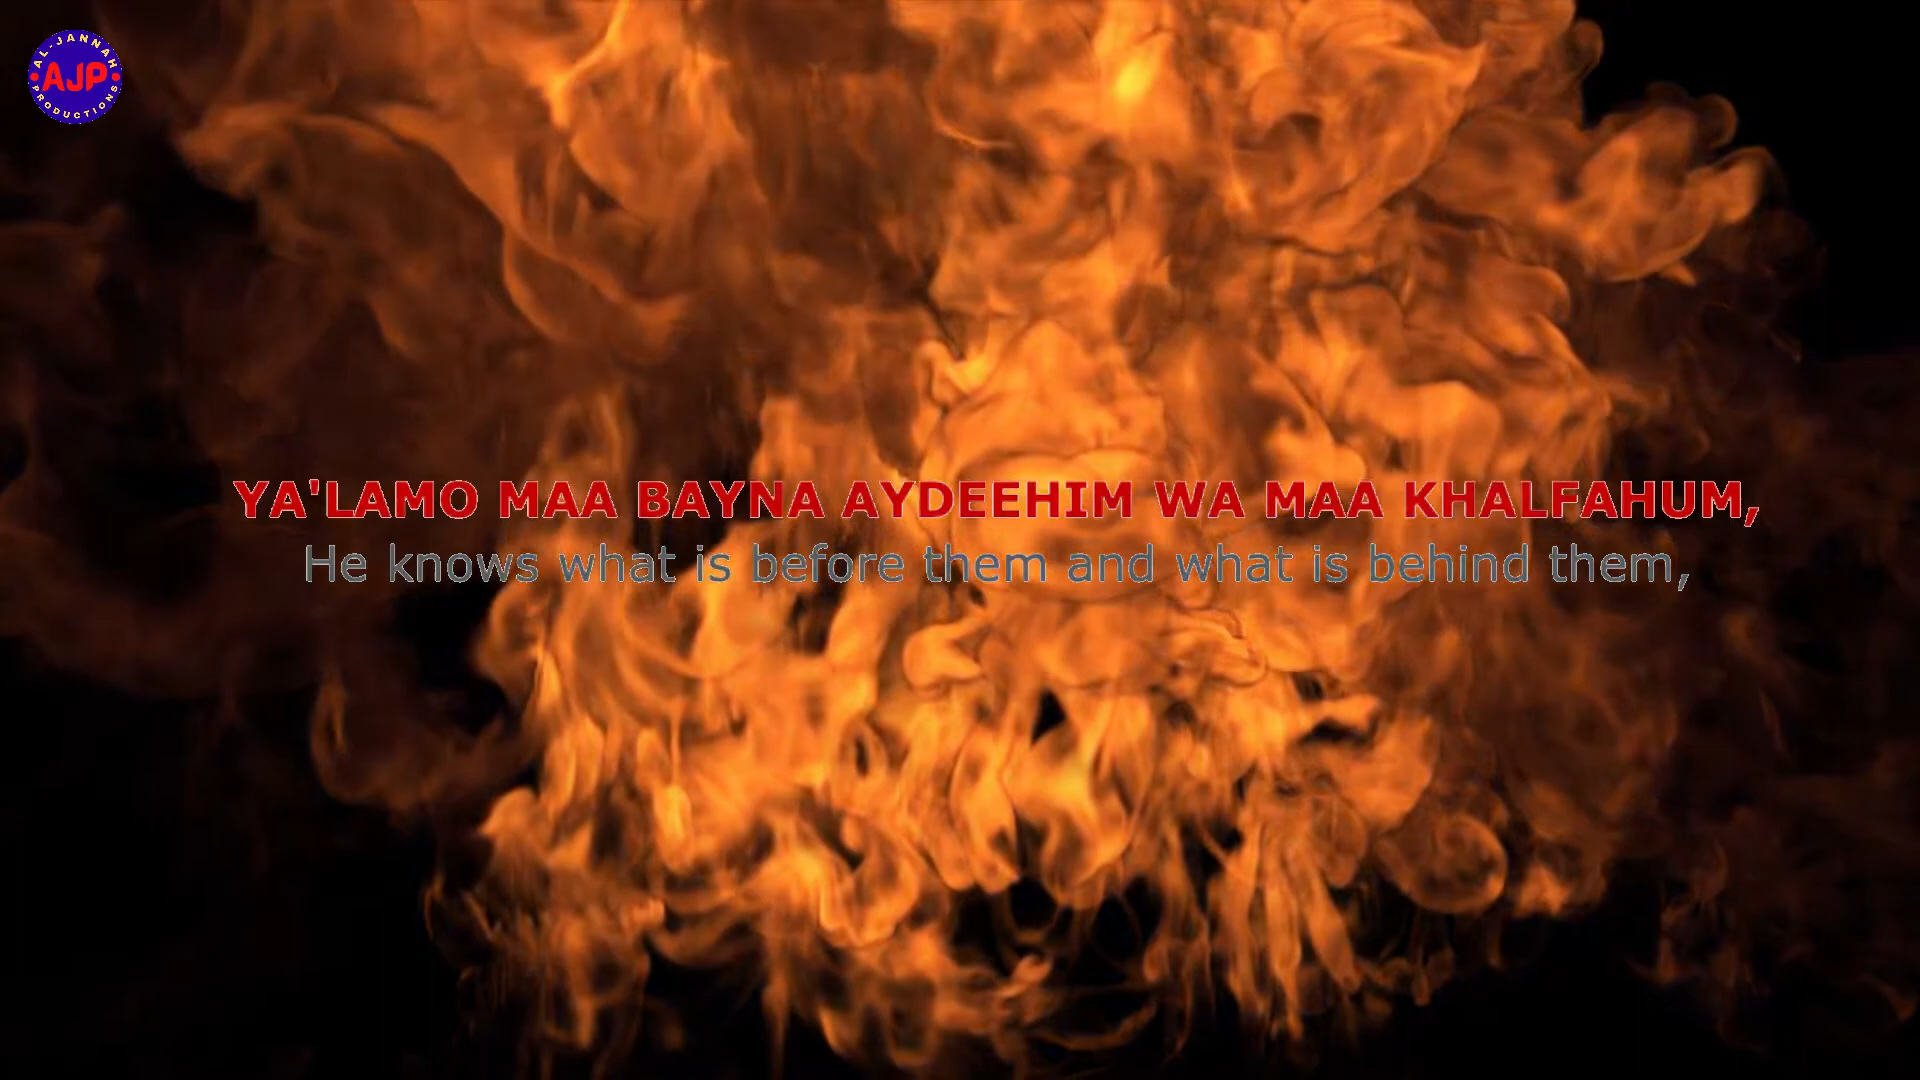 AL-JANNAH
AJP
PRODUCTIONS
YA'LAMO MAA BAYNA AYDEEHIM WA MAA KHALFAHUM,
He knows what is before them and what is behind them,